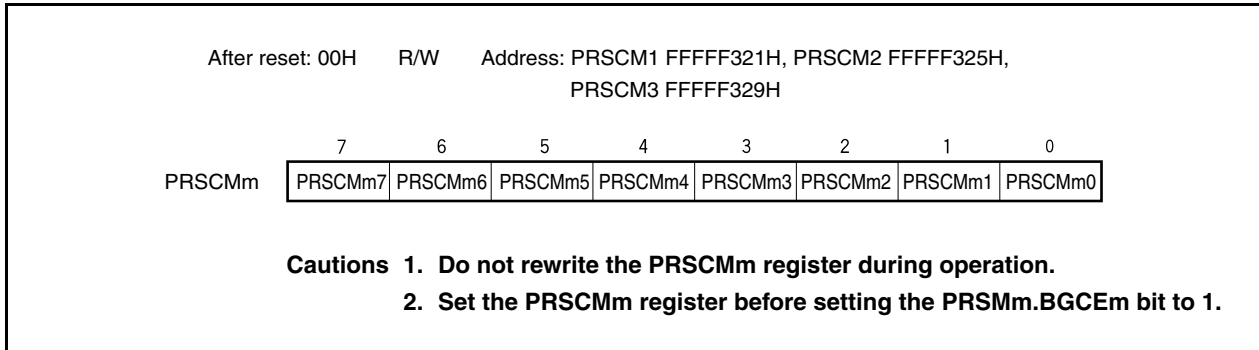 After reset: 00H R/W Address: PRSCM1 FFFFF321H, PRSCM2 FFFFF325H,
PRSCM3 FFFFF329H
7 6 5 4 3 2 1 0
PRSCMm PRSCMm7 PRSCMm6 PRSCMm5 PRSCMm4 PRSCMm3 PRSCMm2 PRSCMm1 PRSCMm0
Cautions 1. Do not rewrite the PRSCMm register during operation.
2. Set the PRSCMm register before setting the PRSMm.BGCEm bit to 1.